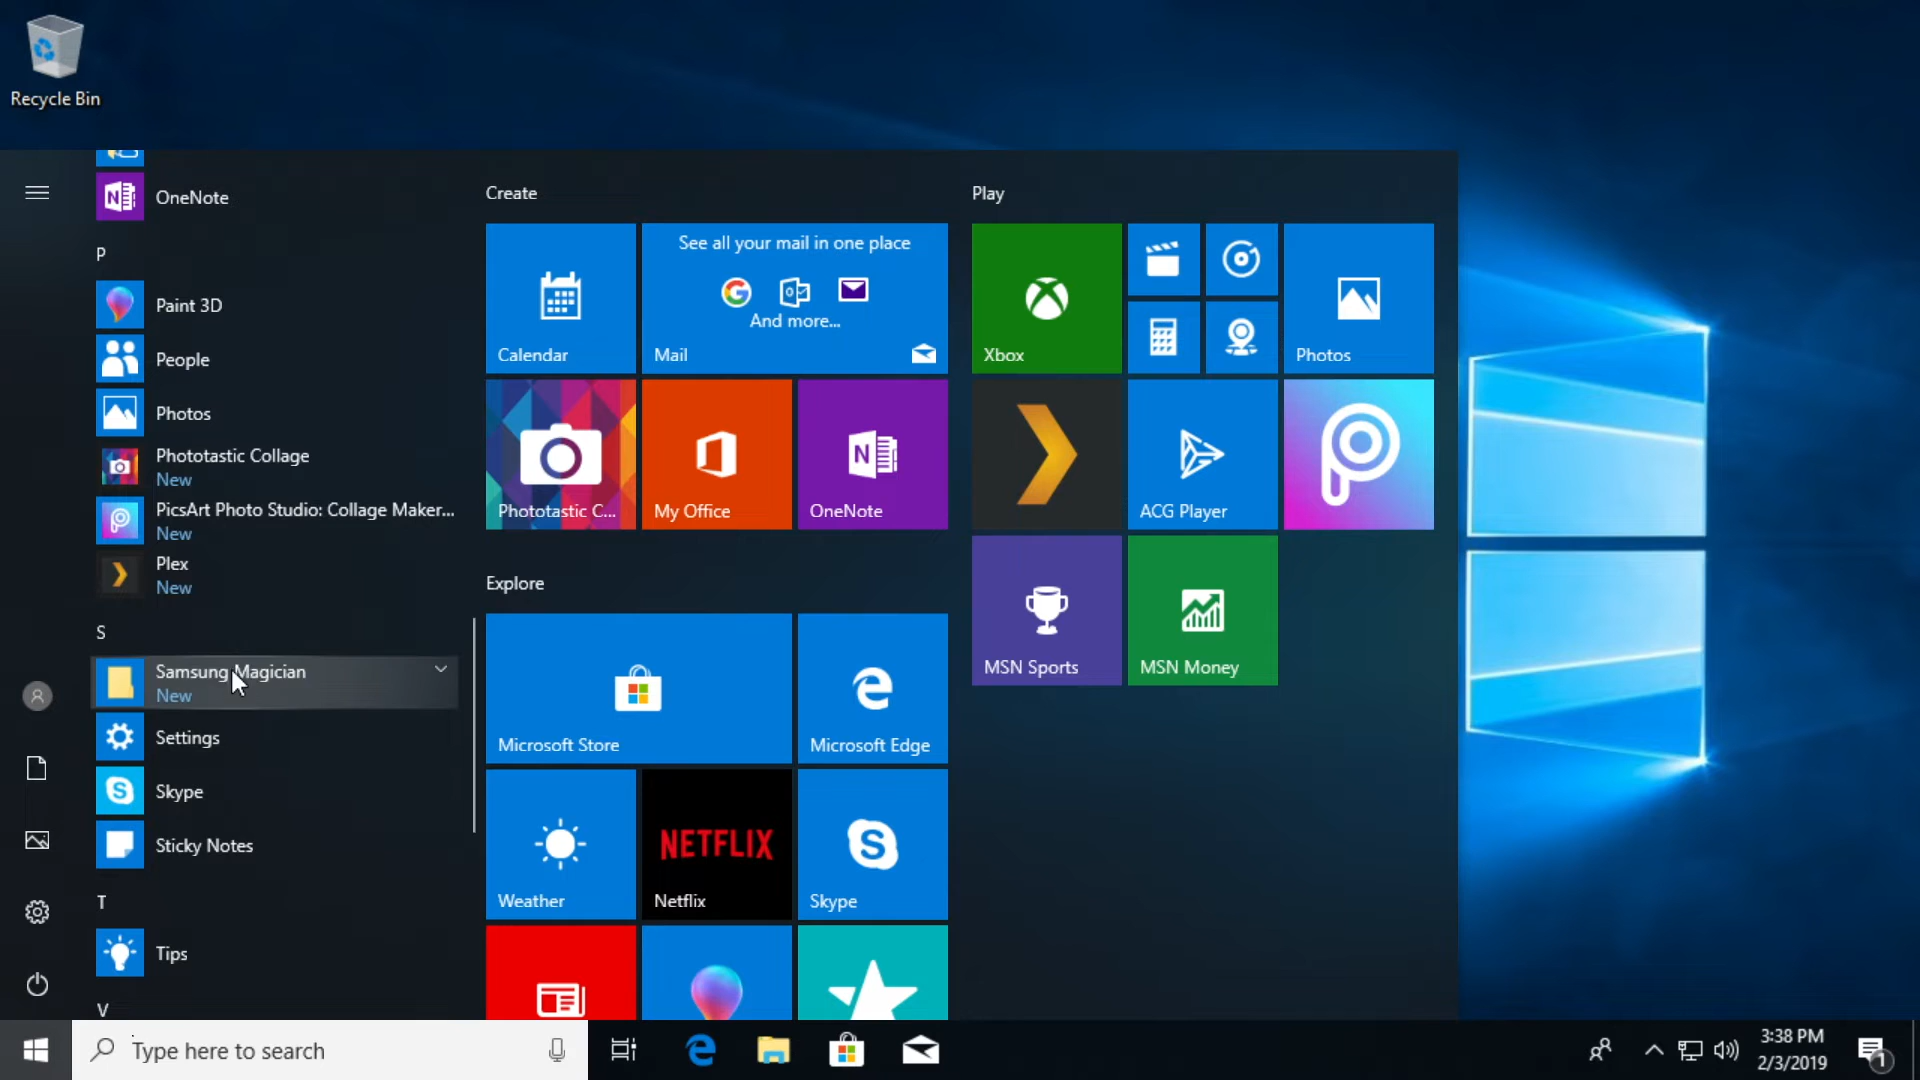 Recycle Bin
OneNote
P
Paint 3D
People
Photos
Phototastic Collage
New
PicsArt Photo Studio: Collage Maker...
New
Plex
New
S
Samsung Magician
New
Settings
Skype
Sticky Notes
T
Tips
V
Create
Calendar
See all your mail in one place
And more...
Mail
Phototastic C...
My Office
OneNote
Explore
Microsoft Store
Microsoft Edge
Weather
NETFLIX
Netflix
Skype
Play
Xbox
Photos
ACG Player
MSN Sports
MSN Money
Type here to search
3:38 PM
2/3/2019
1